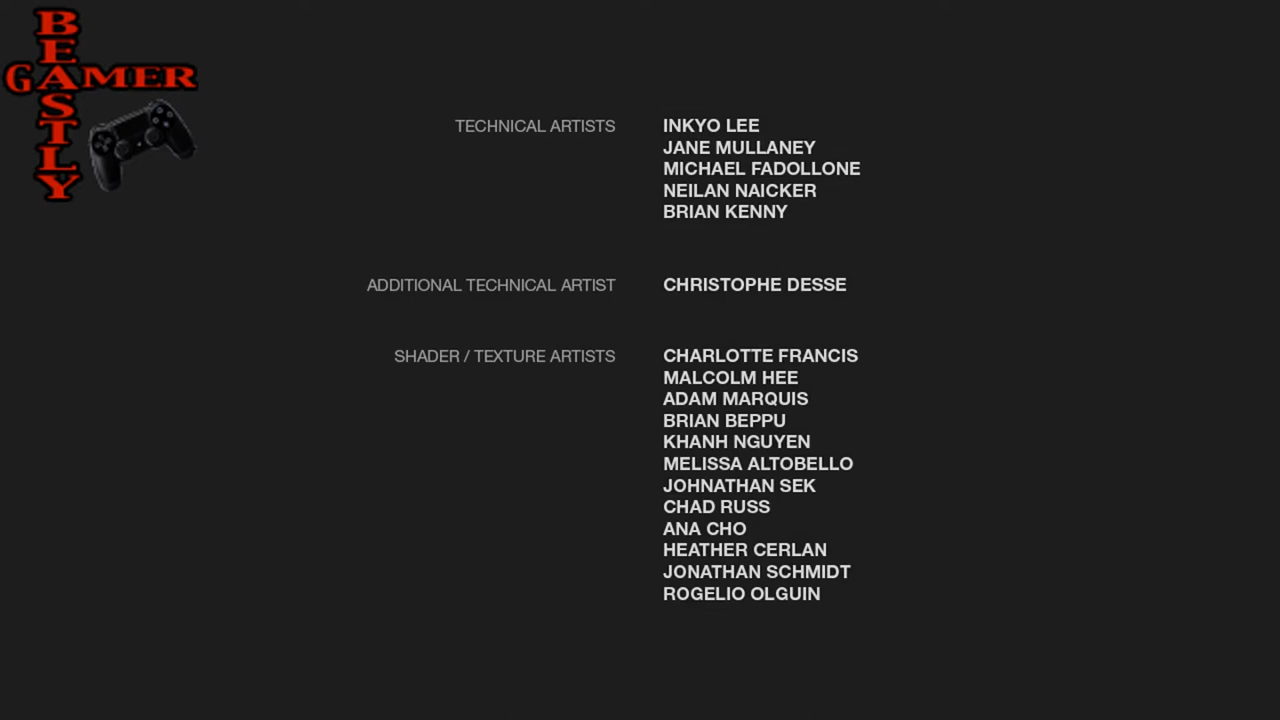 BEASTLY
GAMER
TECHNICAL ARTISTS INKYO LEE
JANE MULLANEY
MICHAEL FADOLLONE
NEILAN NAICKER
BRIAN KENNY
ADDITIONAL TECHNICAL ARTIST CHRISTOPHE DESSE
SHADER / TEXTURE ARTISTS CHARLOTTE FRANCIS
MALCOLM HEE
ADAM MARQUIS
BRIAN BEPPU
KHANH NGUYEN
MELISSA ALTOBELLO
JOHNATHAN SEK
CHAD RUSS
ANA CHO
HEATHER CERLAN
JONATHAN SCHMIDT
ROGELIO OLGUIN